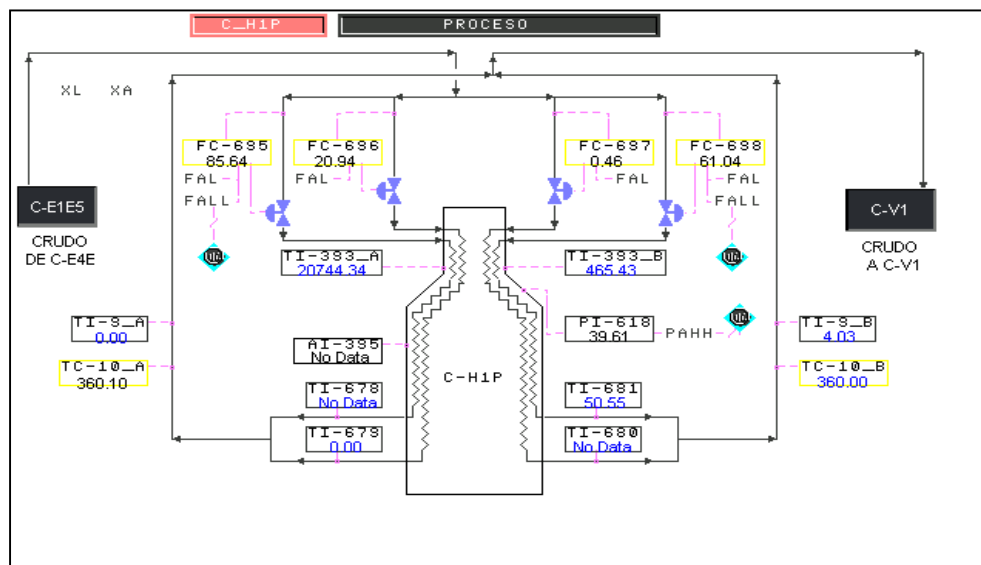 C_H1P
PROCESO
XL XA
FC-695
85.64
FC-696
20.94
FC-697
0.46
FC-698
61.04
FAL
FAL
FAL
FAL
FALL
FALL
C-E1E5
CRUDO
DE C-E4E
C-V1
CRUDO
A C-V1
TI-393_A
20744.34
TI-393_B
465.43
TI-9_A
0.00
PI-618
39.61
PAHH
TI-9_B
4.03
AI-395
No Data
TC-10_A
360.10
TC-10_B
360.00
C-H1P
TI-678
No Data
TI-681
50.55
TI-679
0.00
TI-680
No Data